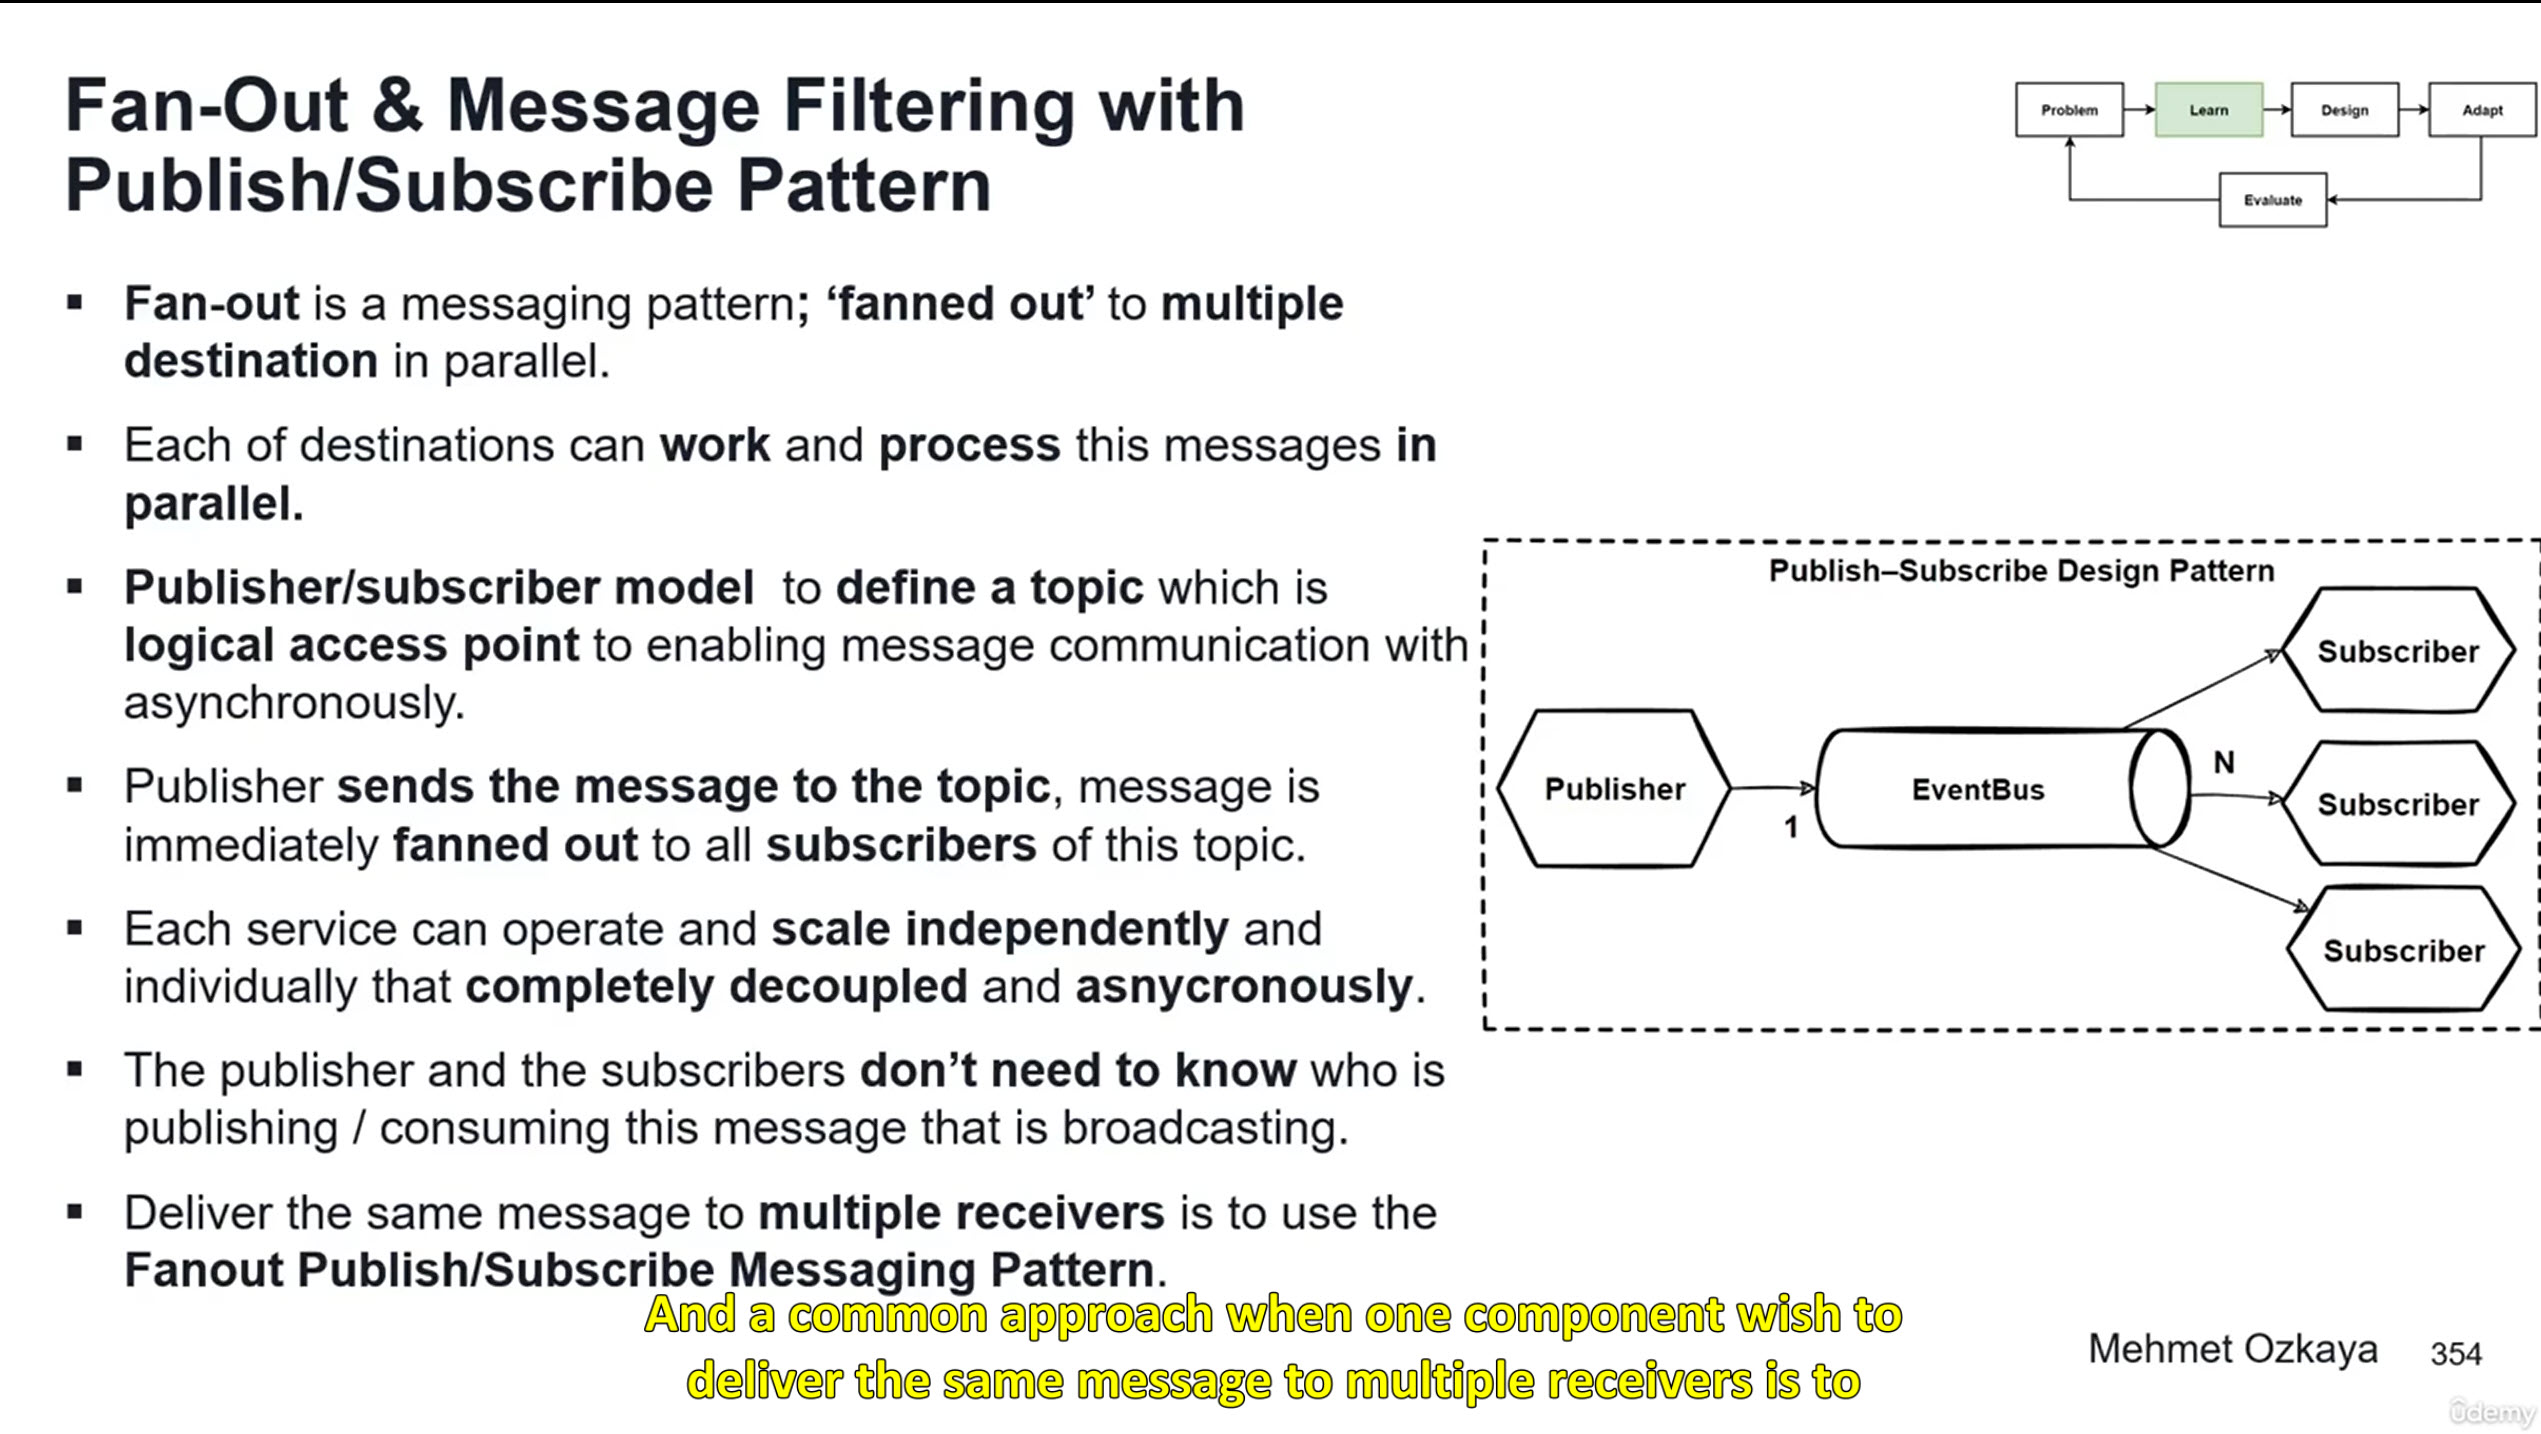 Fan-Out & Message Filtering with
Publish/Subscribe Pattern
Problem
Learn
Design
Adapt
Evaluate
▪ Fan-out is a messaging pattern; ‘fanned out’ to multiple
destination in parallel.
▪ Each of destinations can work and process this messages in
parallel.
▪ Publisher/subscriber model to define a topic which is
logical access point to enabling message communication with
asynchronously.
▪ Publisher sends the message to the topic, message is
immediately fanned out to all subscribers of this topic.
▪ Each service can operate and scale independently and
individually that completely decoupled and asnycronously.
▪ The publisher and the subscribers don’t need to know who is
publishing / consuming this message that is broadcasting.
▪ Deliver the same message to multiple receivers is to use the
Fanout Publish/Subscribe Messaging Pattern.
Publish–Subscribe Design Pattern
Publisher
1
EventBus
N
Subscriber
Subscriber
Subscriber
And a common approach when one component wish to
deliver the same message to multiple receivers is to
Mehmet Ozkaya 354
ûdemy